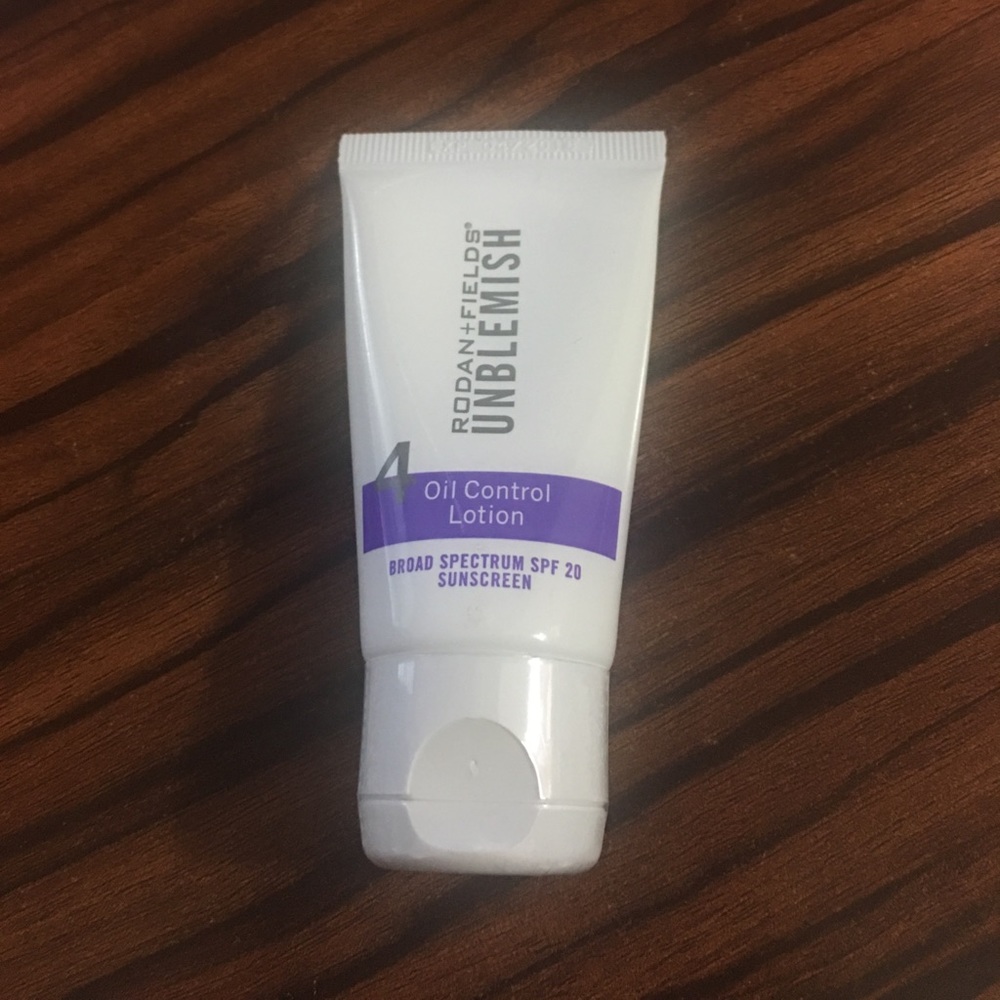 RODAN+FIELDS®
UNBLEMISH
4
Oil Control
Lotion
BROAD SPECTRUM SPF 20
SUNSCREEN